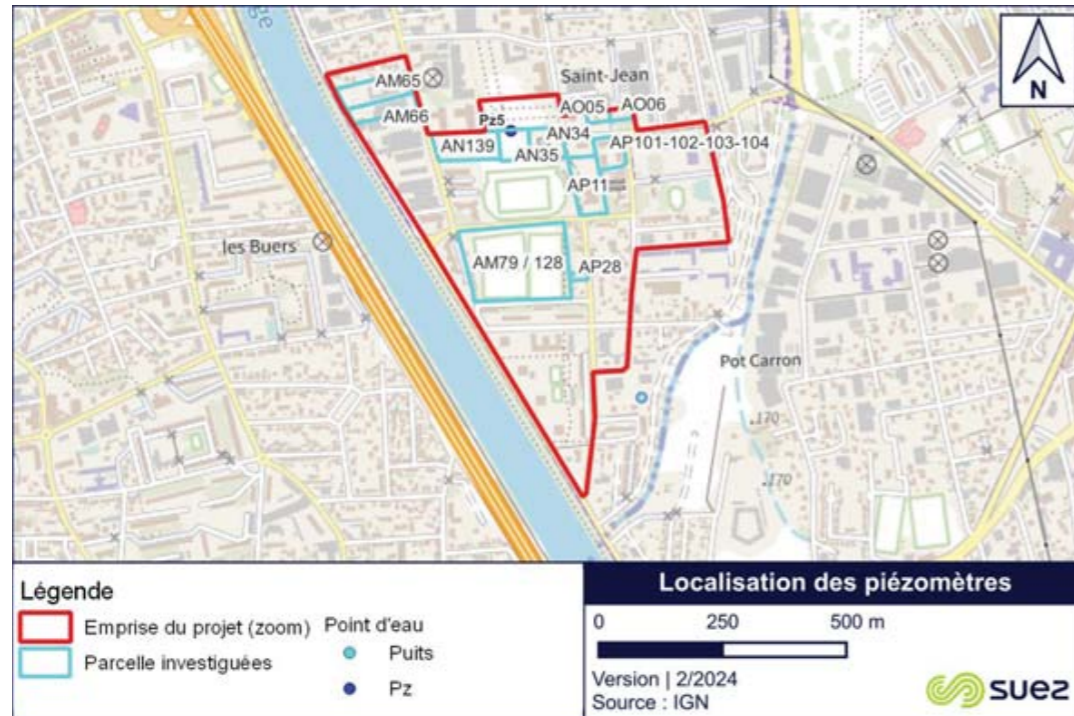 N
Saint-Jean
AM65
AM66
AO05
AO06
Pz5
AN34
AN139
AN35
AP101-102-103-104
AP11
les Buers
AM79 / 128
AP28
Pot Carron
170
170
Légende
Emprise du projet (zoom)
Parcelle investiguées
Point d'eau
Puits
Pz
Localisation des piézomètres
0 250 500 m
Version | 2/2024
Source : IGN
suez